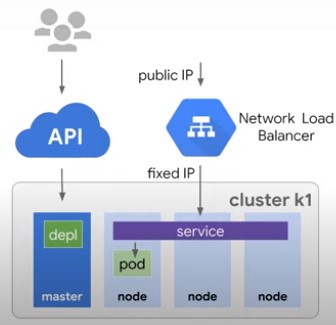 public IP
API
Network Load
Balancer
fixed IP
cluster k1
depl
service
pod
master
node
node
node